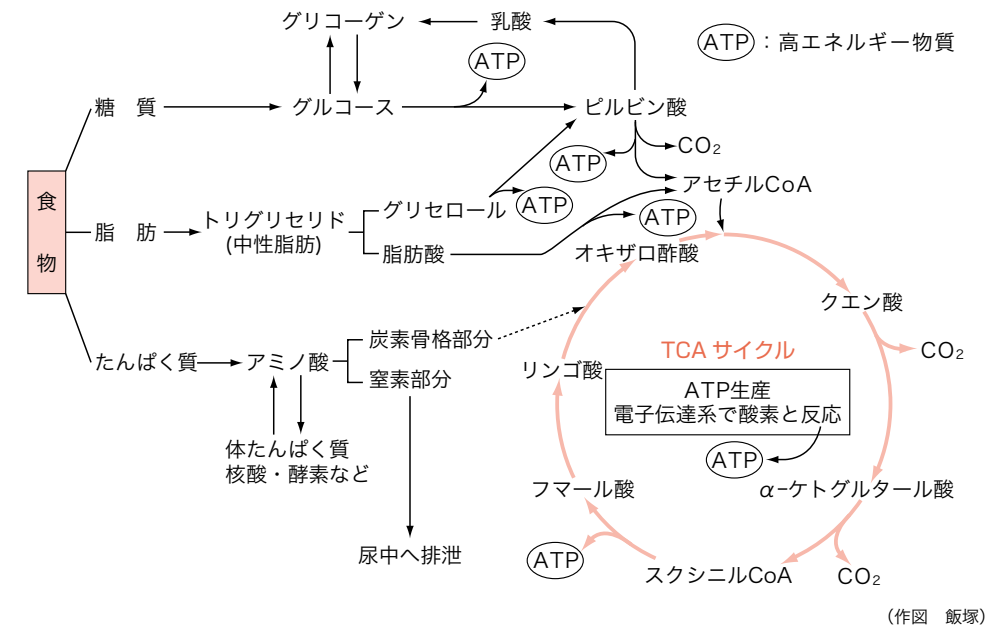 グリコーゲン
乳酸
ATP：高エネルギー物質
ATP
糖　質
グルコース
ピルビン酸
CO₂
ATP
アセチルCoA
食物
脂　肪
トリグリセリド
(中性脂肪)
グリセロール
ATP
ATP
脂肪酸
オキザロ酢酸
クエン酸
たんぱく質
アミノ酸
炭素骨格部分
窒素部分
リンゴ酸
TCA サイクル
CO₂
ATP生産
電子伝達系で酸素と反応
ATP
体たんぱく質
核酸・酵素など
フマール酸
α-ケトグルタール酸
尿中へ排泄
ATP
スクシニルCoA
CO₂
（作図　飯塚）